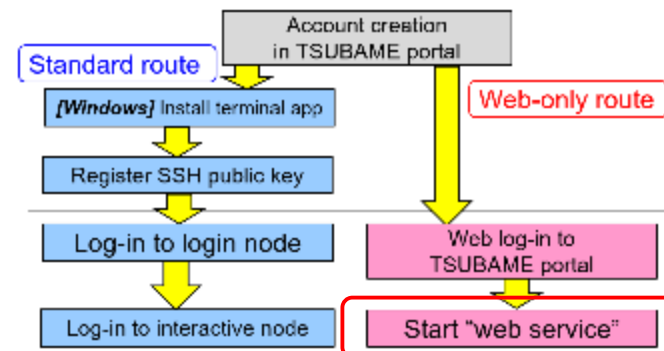 Account creation
in TSUBAME portal
Standard route
Web-only route
[Windows] Install terminal app
Register SSH public key
Log-in to login node
Web log-in to
TSUBAME portal
Log-in to interactive node
Start “web service”